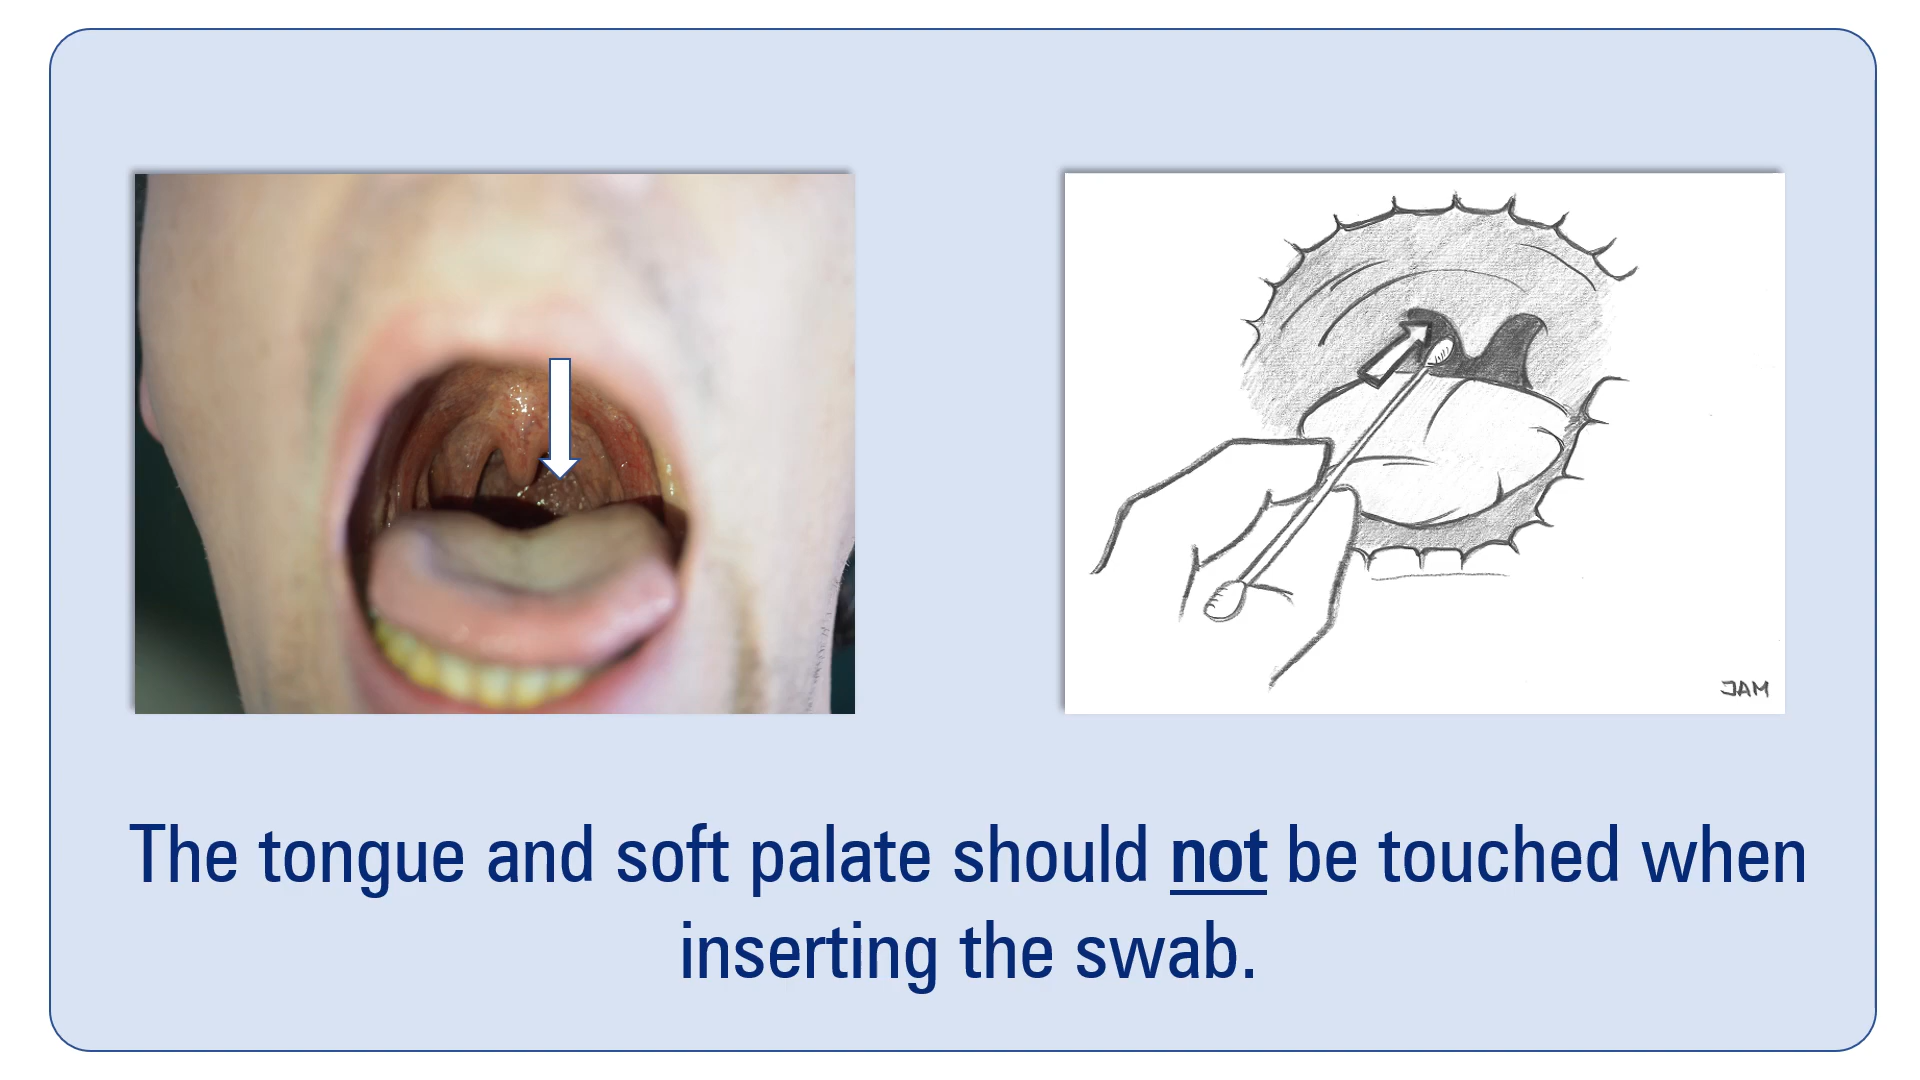 JAM
The tongue and soft palate should not be touched when
inserting the swab.